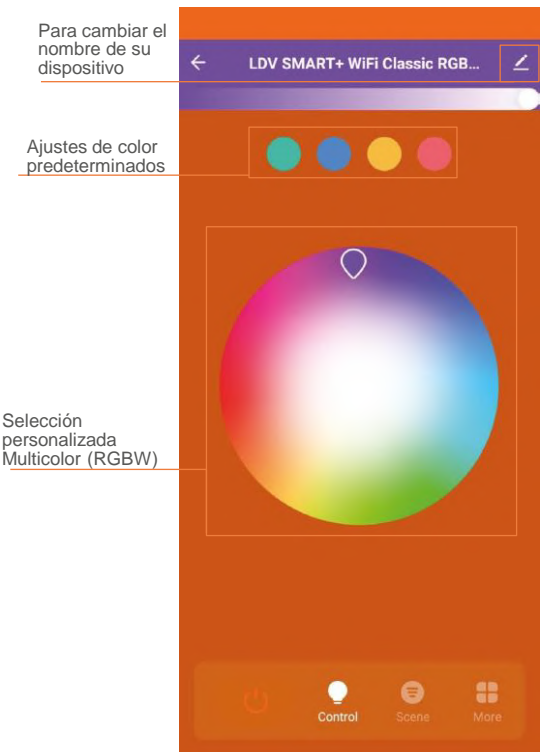 Para cambiar el
nombre de su
dispositivo
LDV SMART+ WiFi Classic RGB...
Ajustes de color
predeterminados
Selección
personalizada
Multicolor (RGBW)
Control
Scene
More